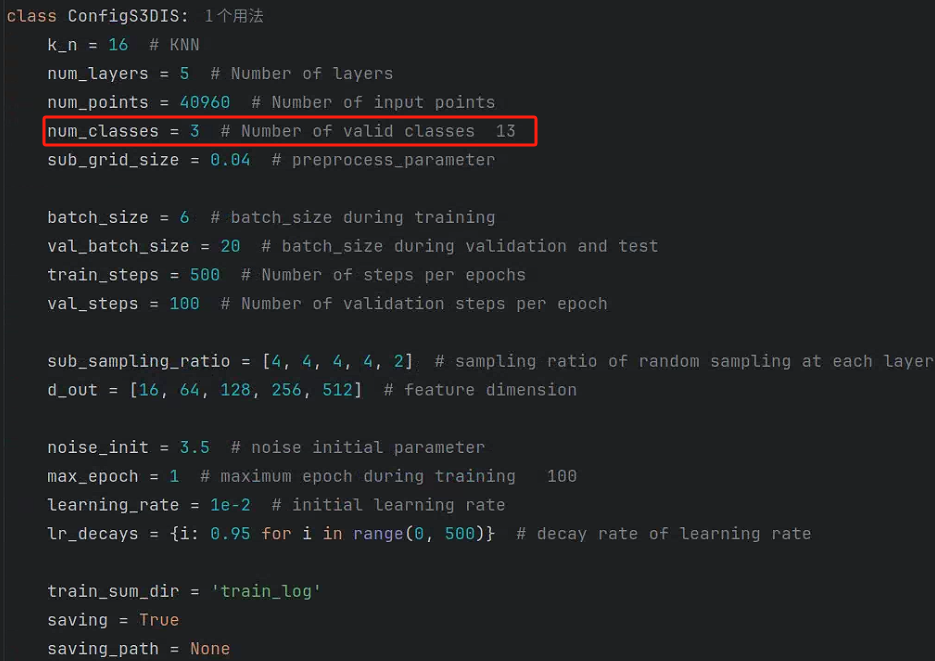 class ConfigS3DIS: 1个用法
k_n = 16 # KNN
num_layers = 5 # Number of layers
num_points = 40960 # Number of input points
num_classes = 3 # Number of valid classes 13
sub_grid_size = 0.04 # preprocess_parameter
batch_size = 6 # batch_size during training
val_batch_size = 20 # batch_size during validation and test
train_steps = 500 # Number of steps per epochs
val_steps = 100 # Number of validation steps per epoch
sub_sampling_ratio = [4, 4, 4, 4, 2] # sampling ratio of random sampling at each layer
d_out = [16, 64, 128, 256, 512] # feature dimension
noise_init = 3.5 # noise initial parameter
max_epoch = 1 # maximum epoch during training 100
learning_rate = 1e-2 # initial learning rate
lr_decays = {i: 0.95 for i in range(0, 500)} # decay rate of learning rate
train_sum_dir = 'train_log'
saving = True
saving_path = None